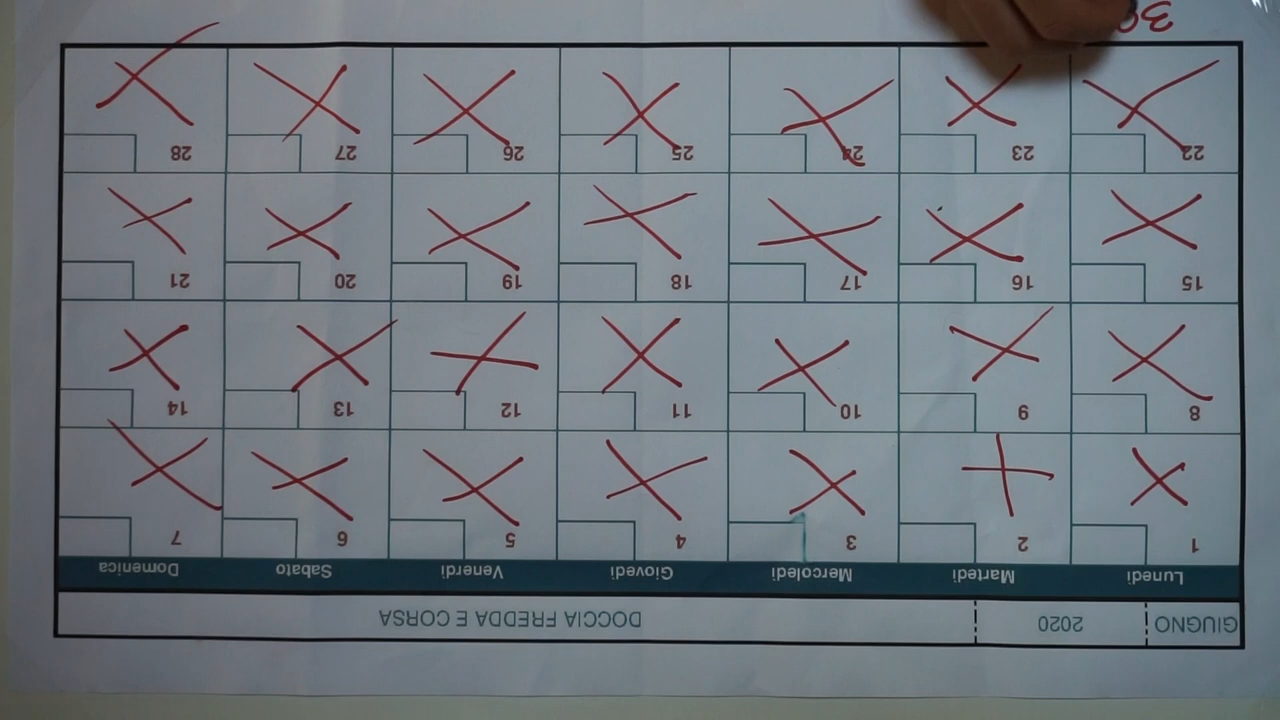 GIUGNO 2020 DOCCIA FREDDA E CORSA
Lunedì Martedì Mercoledì Giovedì Venerdì Sabato Domenica
1 2 3 4 5 6 7
8 9 10 11 12 13 14
15 16 17 18 19 20 21
22 23 24 25 26 27 28